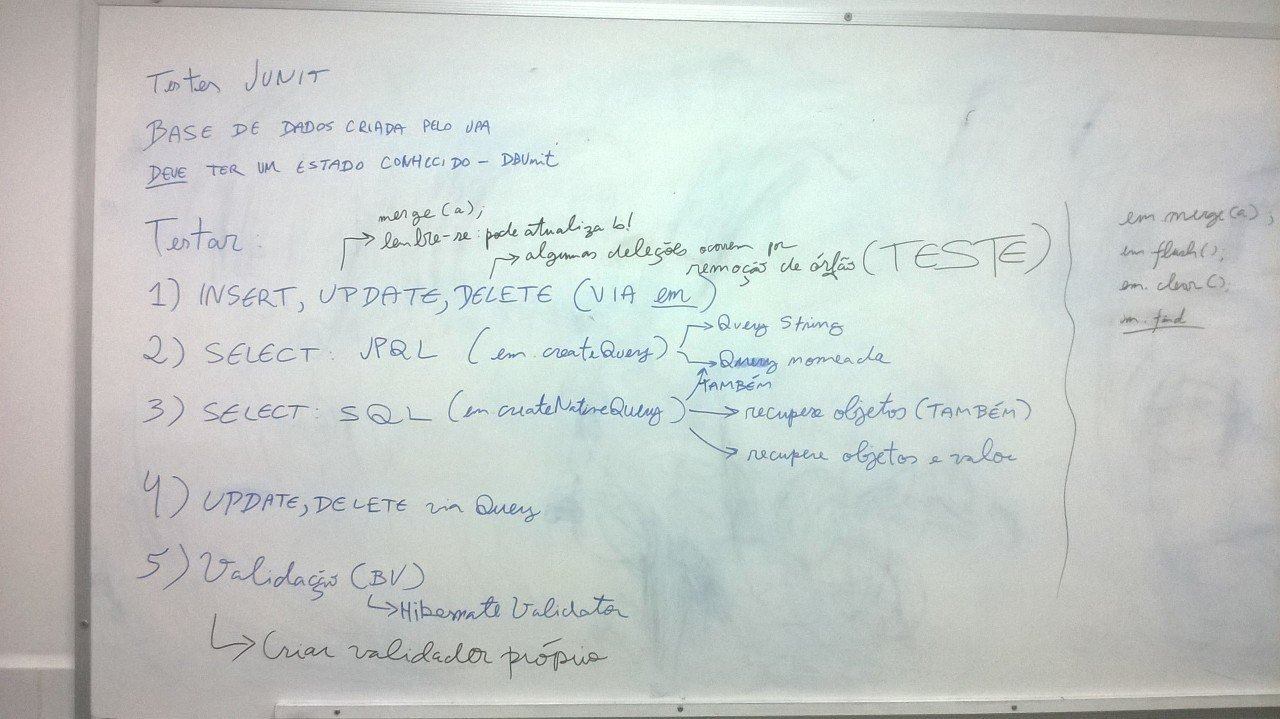 Testes JUNIT
BASE DE DADOS CRIADA PELO JPA
DEVE TER UM ESTADO CONHECIDO - DBUnit
Testar:
merge(a);
lembre-se: pode atualiza b!
algumas deleções ocorrem por
remoção de órfão (TESTE)
1) INSERT, UPDATE, DELETE (VIA em)
2) SELECT: JPQL (em.createQuery)
Query String
Query nomeada
TAMBÉM
3) SELECT: SQL (em createNativeQuery)
recupere objetos (TAMBÉM)
recupere objetos e valor
4) UPDATE, DELETE via Query
5) Validação (BV)
Hibernate Validator
Criar validador próprio
em merge(a);
em flush();
em.clear();
em.find